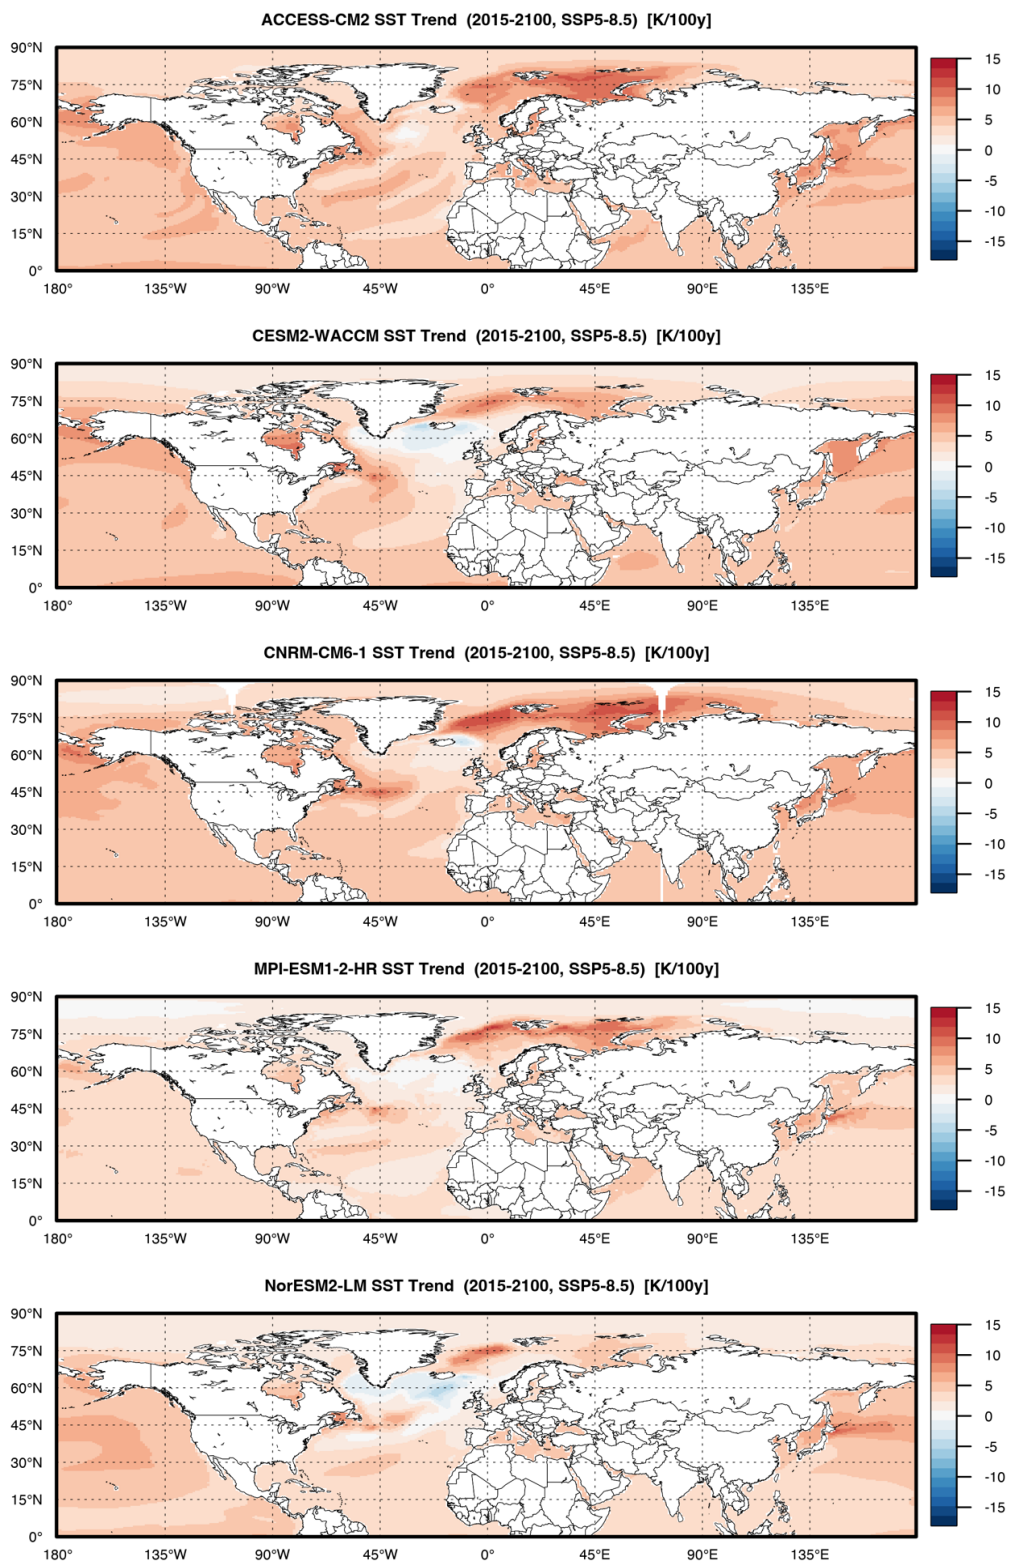 ACCESS-CM2 SST Trend (2015-2100, SSP5-8.5) [K/100y]
90°N
75°N
60°N
45°N
30°N
15°N
0°
180° 135°W 90°W 45°W 0° 45°E 90°E 135°E
15
10
5
0
-5
-10
-15
CESM2-WACCM SST Trend (2015-2100, SSP5-8.5) [K/100y]
90°N
75°N
60°N
45°N
30°N
15°N
0°
180° 135°W 90°W 45°W 0° 45°E 90°E 135°E
15
10
5
0
-5
-10
-15
CNRM-CM6-1 SST Trend (2015-2100, SSP5-8.5) [K/100y]
90°N
75°N
60°N
45°N
30°N
15°N
0°
180° 135°W 90°W 45°W 0° 45°E 90°E 135°E
15
10
5
0
-5
-10
-15
MPI-ESM1-2-HR SST Trend (2015-2100, SSP5-8.5) [K/100y]
90°N
75°N
60°N
45°N
30°N
15°N
0°
180° 135°W 90°W 45°W 0° 45°E 90°E 135°E
15
10
5
0
-5
-10
-15
NorESM2-LM SST Trend (2015-2100, SSP5-8.5) [K/100y]
90°N
75°N
60°N
45°N
30°N
15°N
0°
180° 135°W 90°W 45°W 0° 45°E 90°E 135°E
15
10
5
0
-5
-10
-15